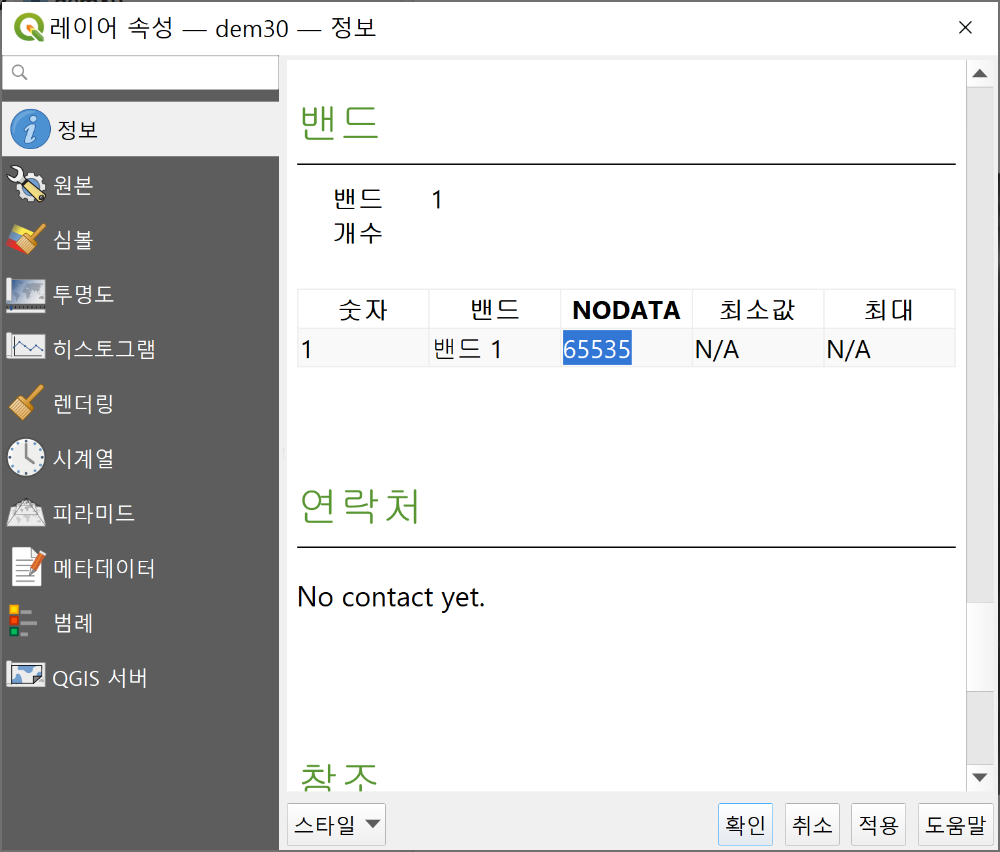 레이어 속성 — dem30 — 정보
정보
원본
심볼
투명도
히스토그램
렌더링
시계열
피라미드
메타데이터
범례
QGIS 서버
밴드
밴드 1
개수
숫자 밴드 NODATA 최소값 최대
1 밴드 1 65535 N/A N/A
연락처
No contact yet.
참조
스타일 확인 취소 적용 도움말